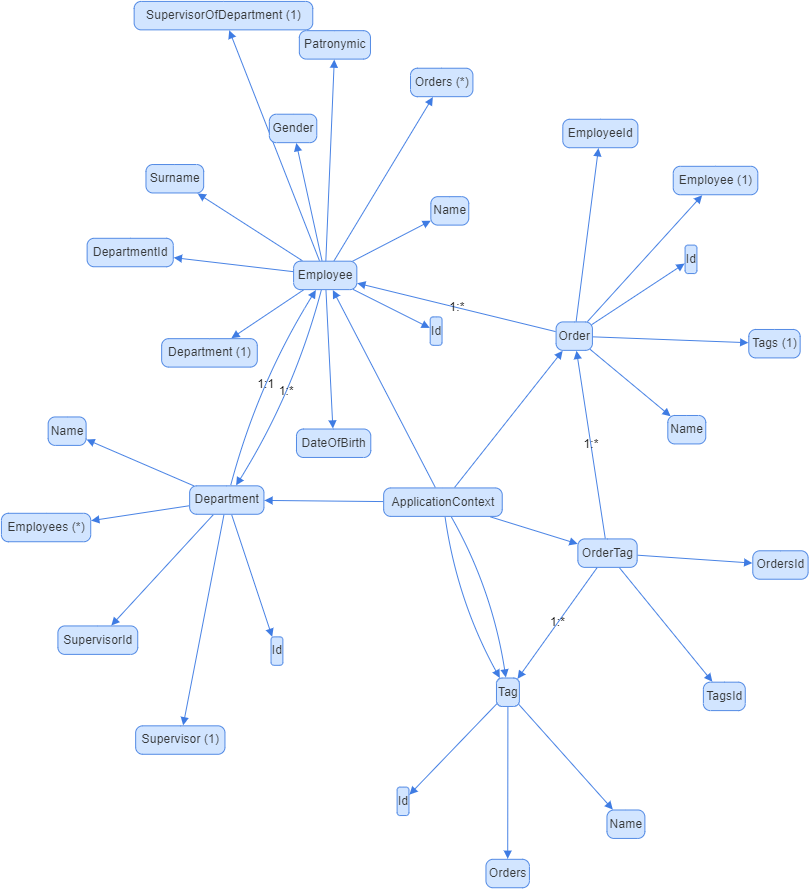 SupervisorOfDepartment (1)
Patronymic
Orders (*)
Gender
EmployeeId
Surname
Employee (1)
Name
DepartmentId
Id
Employee
1:*
Id
Order
Tags (1)
Department (1)
1:1
1:*
Name
Name
DateOfBirth
1:*
Department
ApplicationContext
Employees (*)
OrderTag
OrdersId
1:*
SupervisorId
Id
Tag
TagsId
Supervisor (1)
Id
Name
Orders